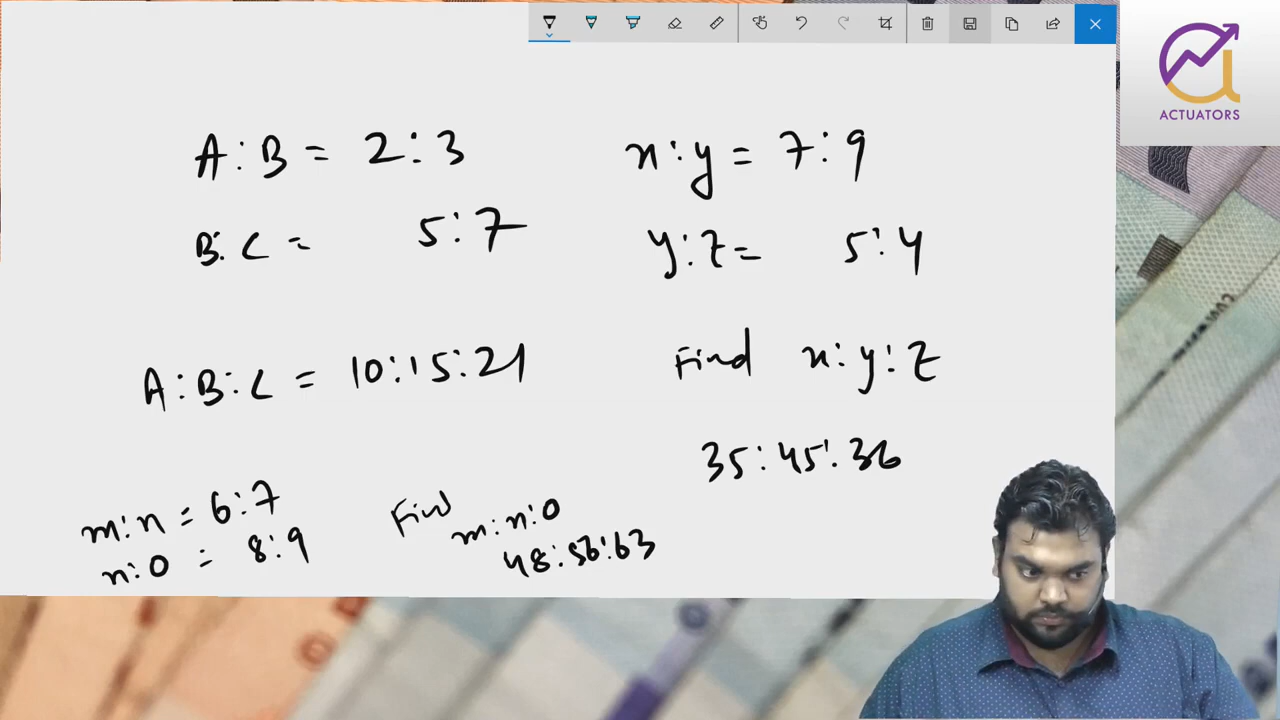 ACTUATORS
A:B = 2:3
B:C = 5:7
A:B:C = 10:15:21
x:y = 7:9
y:z = 5:4
Find x:y:z
35:45:36
m:n = 6:7
n:o = 8:9
Find m:n:o
48:56:63